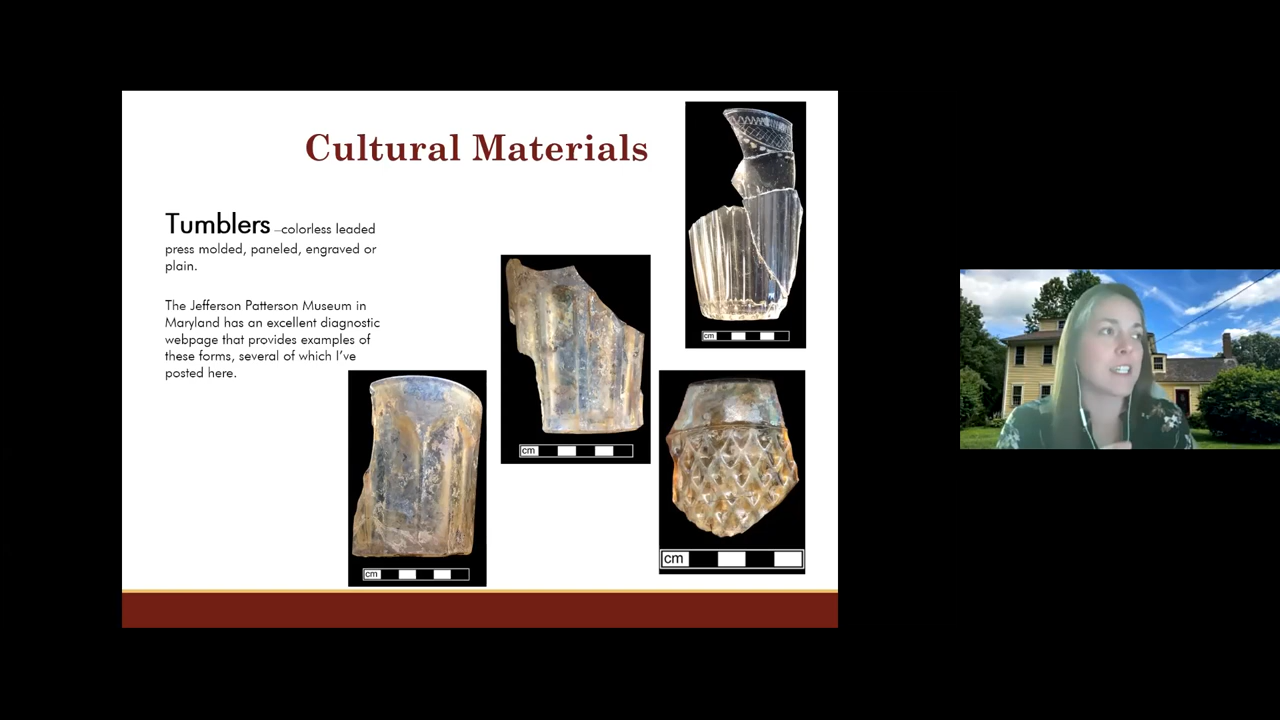 Cultural Materials
Tumblers –colorless leaded
press molded, paneled, engraved or
plain.
The Jefferson Patterson Museum in
Maryland has an excellent diagnostic
webpage that provides examples of
these forms, several of which I've
posted here.
cm
cm
cm
cm